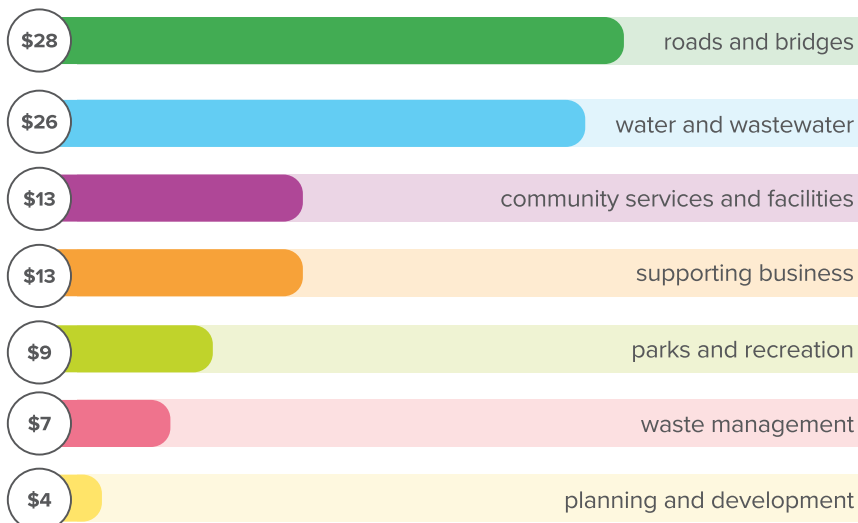 $28 roads and bridges
$26 water and wastewater
$13 community services and facilities
$13 supporting business
$9 parks and recreation
$7 waste management
$4 planning and development